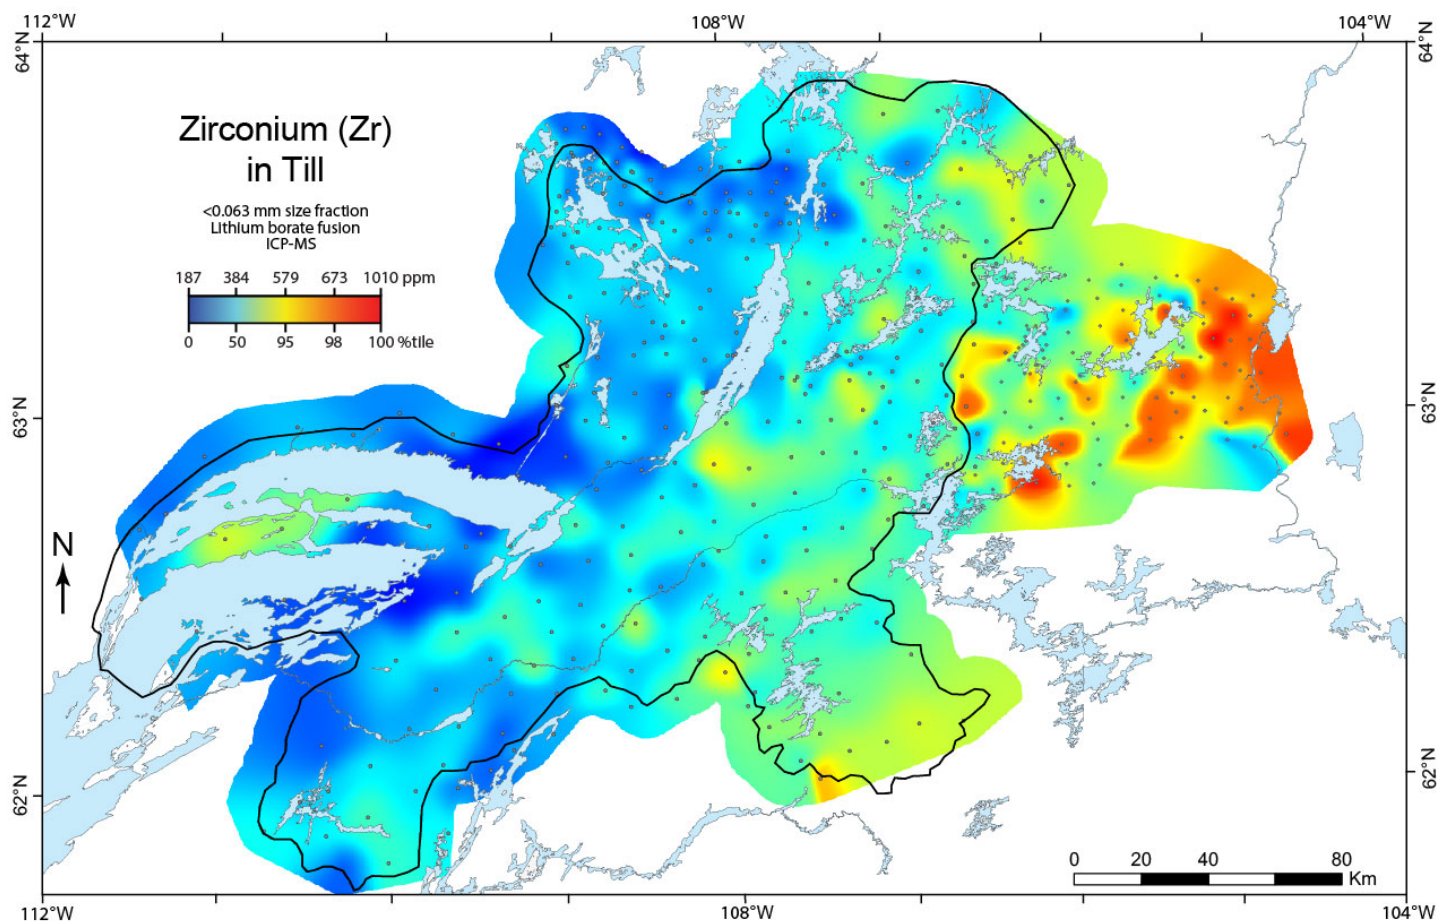 112°W 108°W 104°W
64°N 64°N
Zirconium (Zr)
in Till
<0.063 mm size fraction
Lithium borate fusion
ICP-MS
187 384 579 673 1010 ppm
0 50 95 98 100 %tile
63°N 63°N
N
62°N 62°N
0 20 40 80
Km
112°W 108°W 104°W